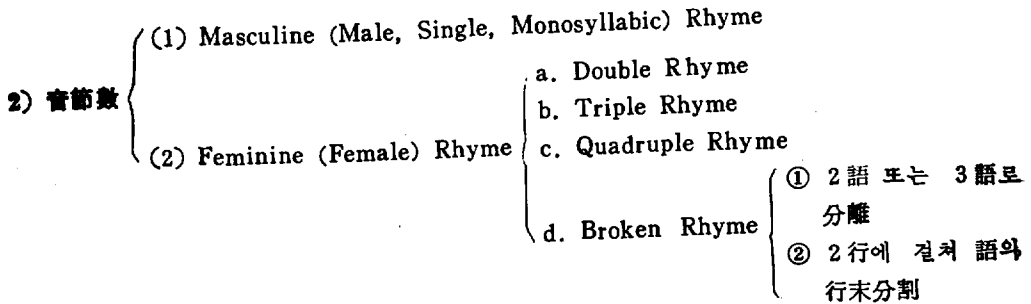 (1) Masculine (Male, Single, Monosyllabic) Rhyme
2) 音節數
(2) Feminine (Female) Rhyme
a. Double Rhyme
b. Triple Rhyme
c. Quadruple Rhyme
d. Broken Rhyme
① 2語 또는 3語로
分離
② 2行에 걸쳐 語의
行末分割